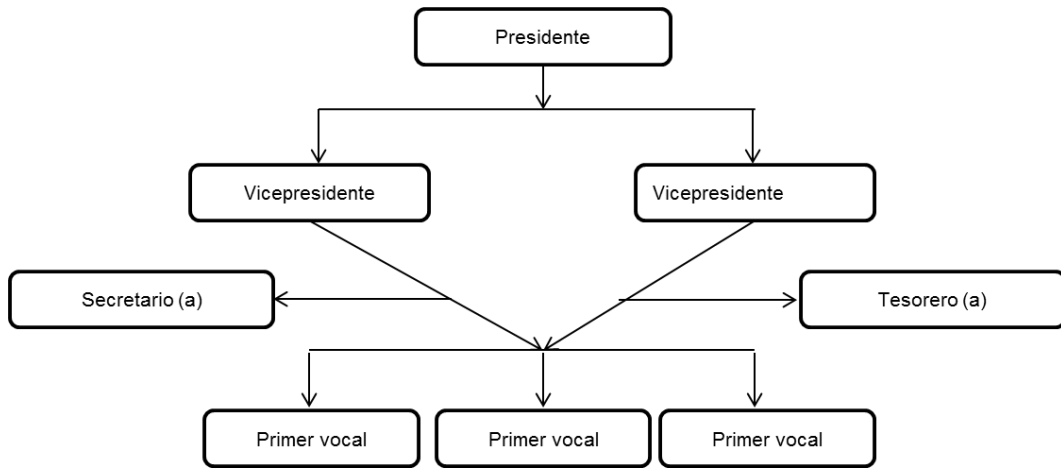 Presidente
Vicepresidente
Vicepresidente
Secretario (a)
Tesorero (a)
Primer vocal
Primer vocal
Primer vocal